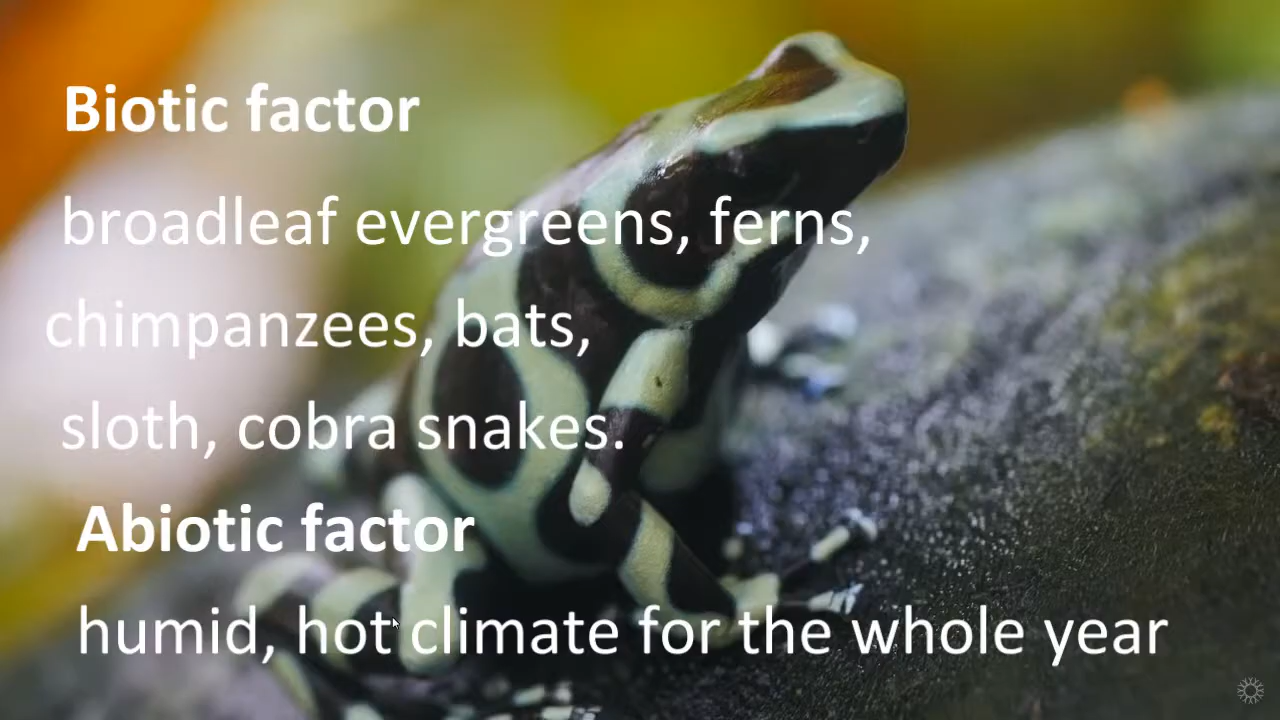 Biotic factor
broadleaf evergreens, ferns,
chimpanzees, bats,
sloth, cobra snakes.
Abiotic factor
humid, hot climate for the whole year